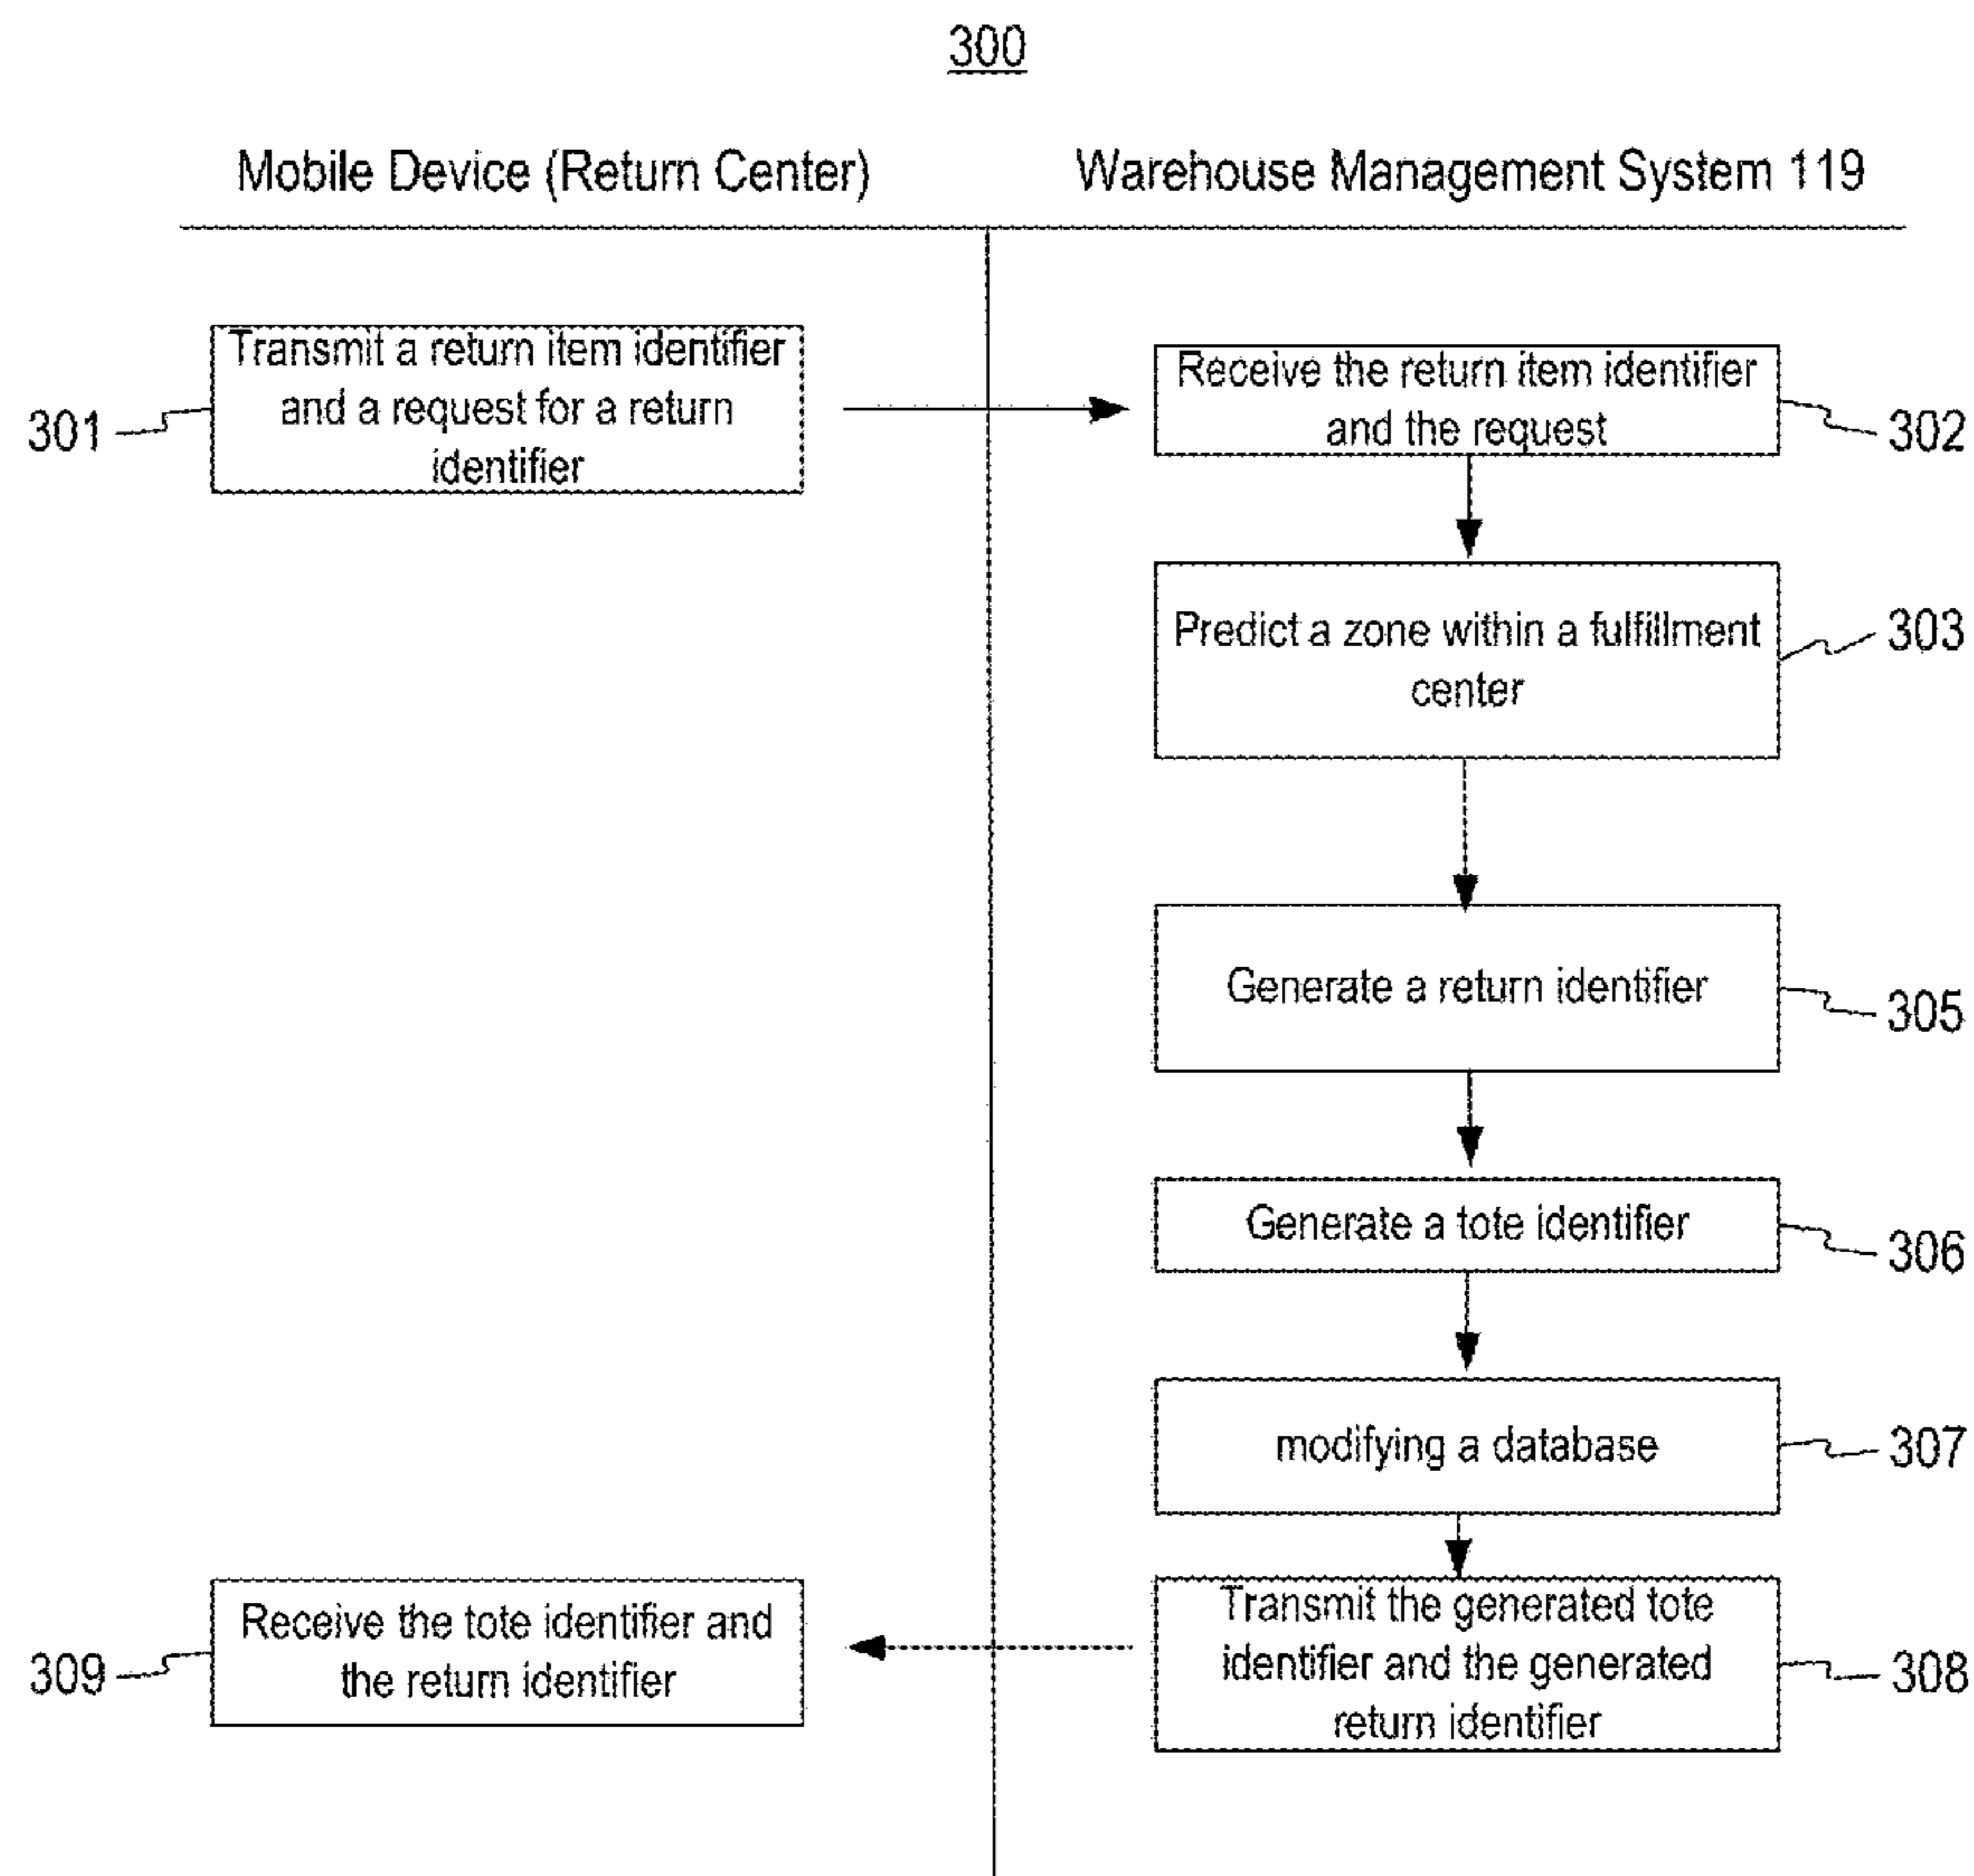 300
Mobile Device (Return Center)
Warehouse Management System 119
Transmit a return item identifier
and a request for a return
identifier
301
Receive the return item identifier
and the request
302
Predict a zone within a fulfillment
center
303
Generate a return identifier
305
Generate a tote identifier
306
modifying a database
307
Transmit the generated tote
identifier and the generated
return identifier
308
Receive the tote identifier and
the return identifier
309